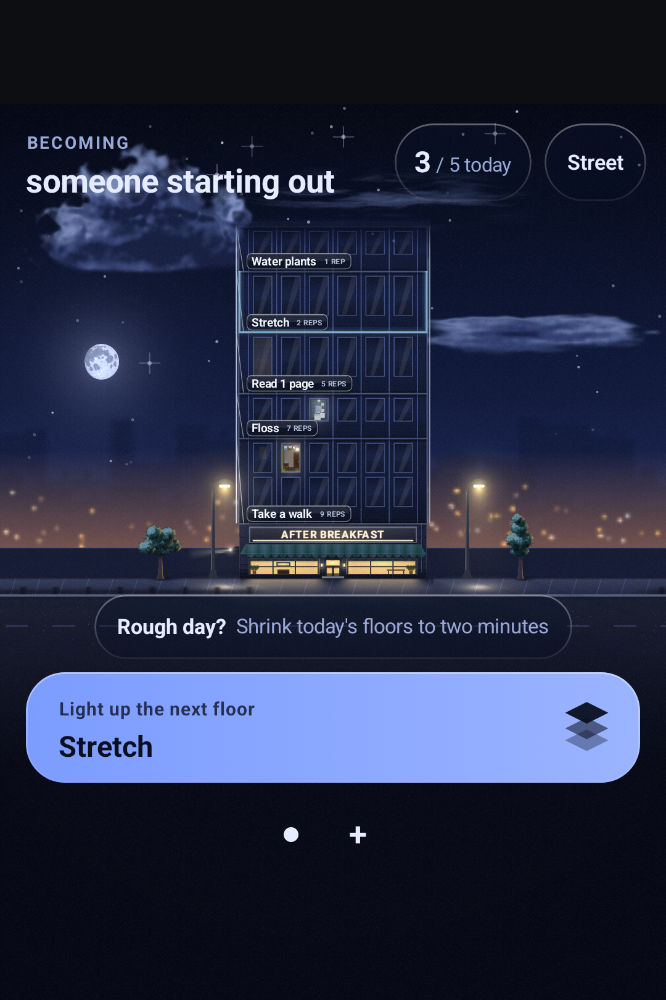 BECOMING
someone starting out
3 / 5 today
Street
Water plants 1 REP
Stretch 2 REPS
Read 1 page 5 REPS
Floss 7 REPS
Take a walk 9 REPS
AFTER BREAKFAST
Rough day? Shrink today's floors to two minutes
Light up the next floor
Stretch